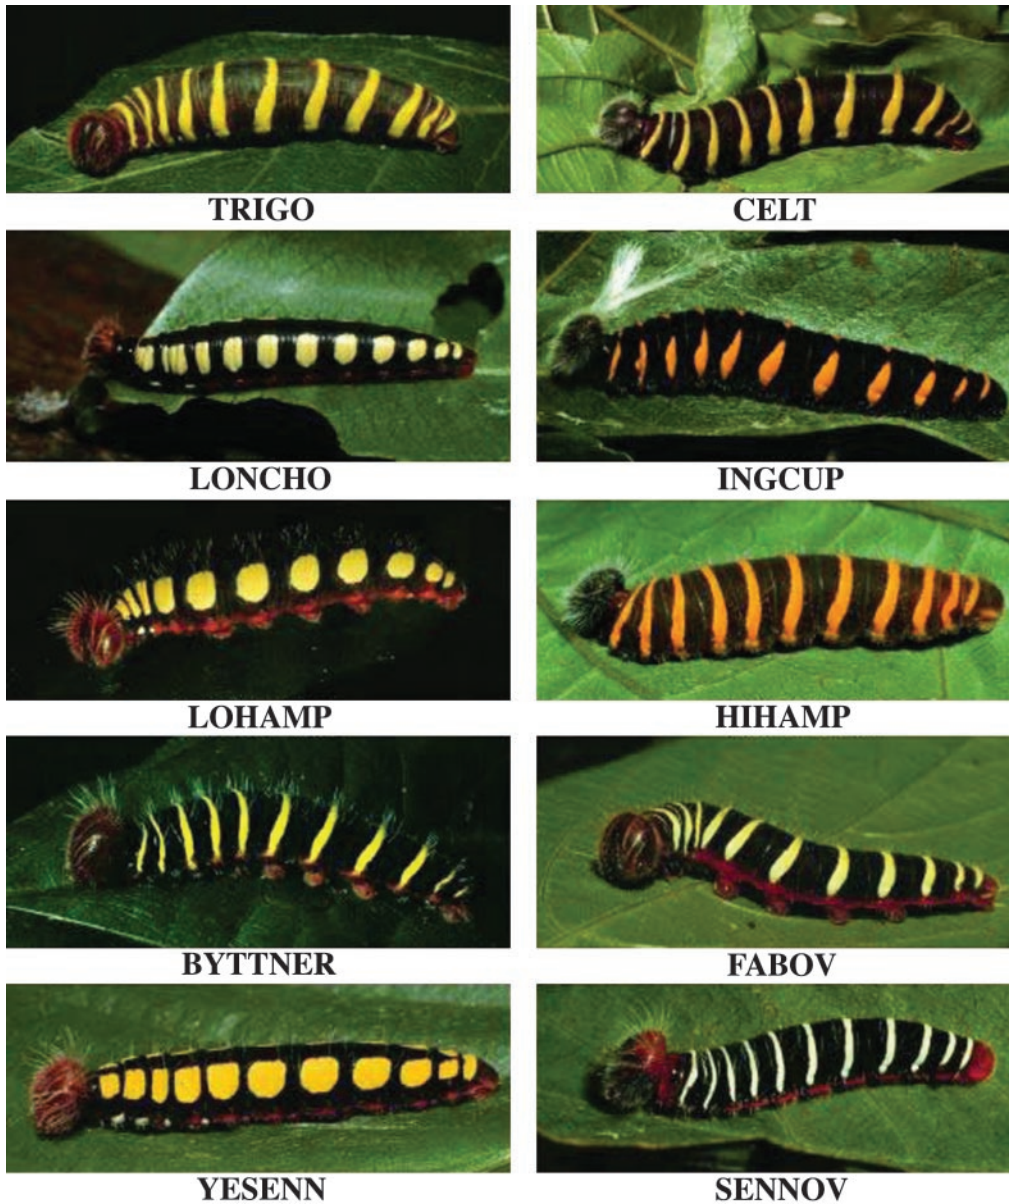 TRIGO
CELT
LONCHO
INGCUP
LOHAMP
HIHAMP
BYTTNER
FABOV
YESENN
SENNOV